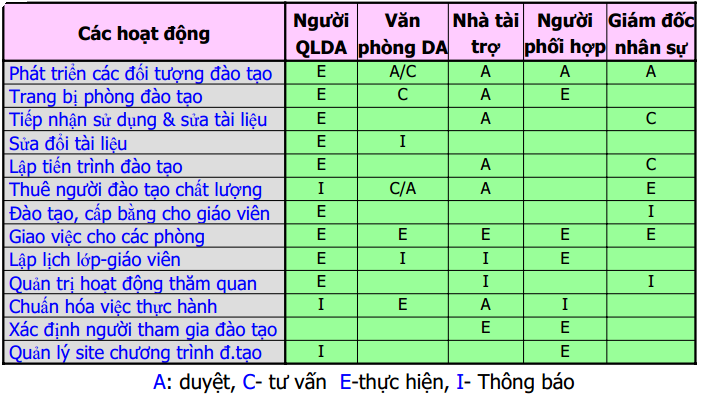 Các hoạt động Người QLDA Văn phòng DA Nhà tài trợ Người phối hợp Giám đốc nhân sự
Phát triển các đối tượng đào tạo E A/C A A A
Trang bị phòng đào tạo E C A E
Tiếp nhận sử dụng & sửa tài liệu E A C
Sửa đổi tài liệu E I
Lập tiến trình đào tạo E A C
Thuê người đào tạo chất lượng I C/A A E
Đào tạo, cấp bằng cho giáo viên E I
Giao việc cho các phòng E E E E E
Lập lịch lớp-giáo viên E I I E
Quản trị hoạt động thăm quan E I I
Chuẩn hóa việc thực hành I E A I
Xác định người tham gia đào tạo E E
Quản lý site chương trình đ.tạo I E
A: duyệt, C- tư vấn E-thực hiện, I- Thông báo